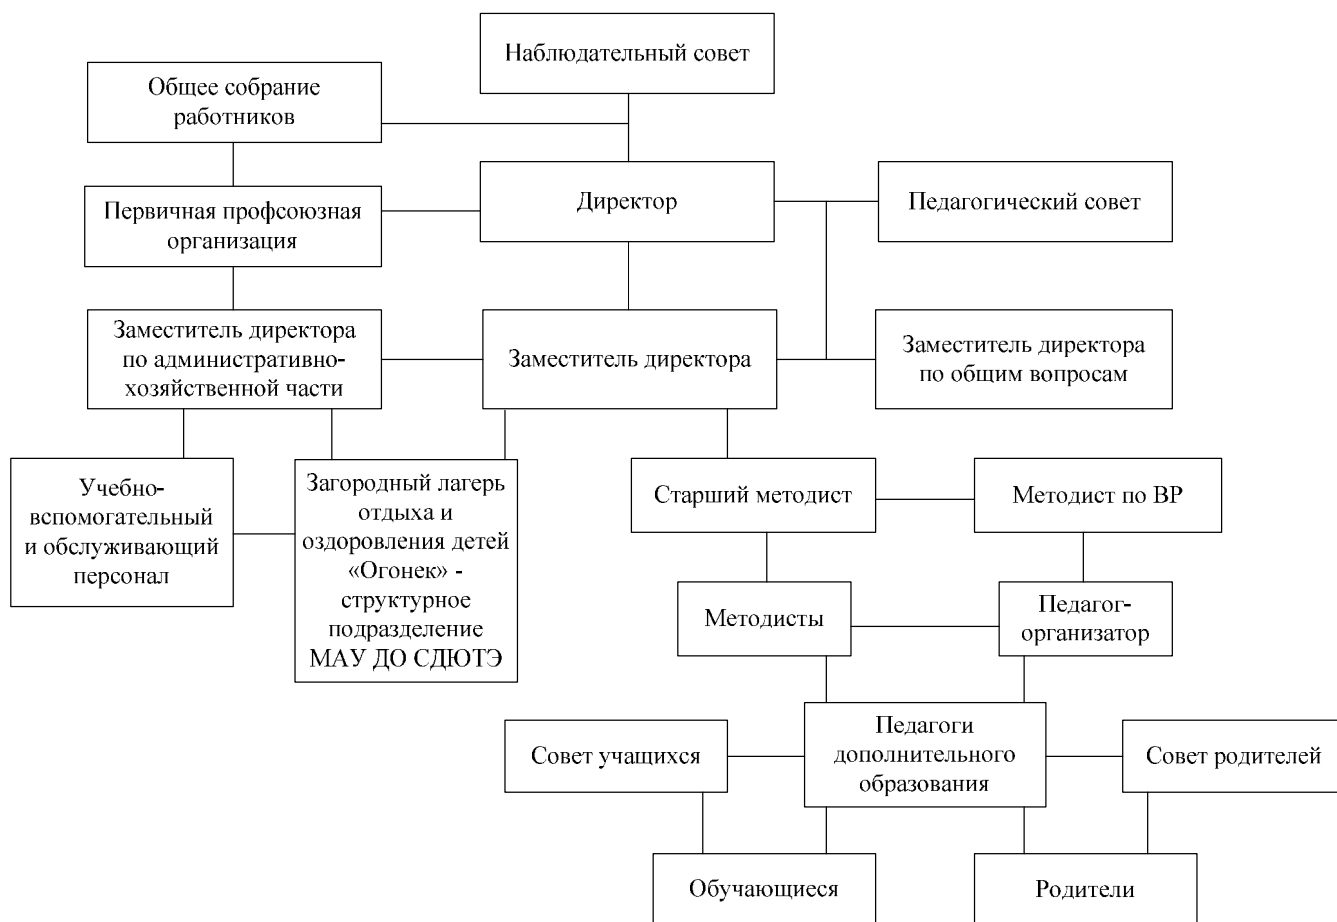 Наблюдательный совет
Общее собрание
работников
Первичная профсоюзная
организация
Директор
Педагогический совет
Заместитель директора
по административно-
хозяйственной части
Заместитель директора
Заместитель директора
по общим вопросам
Учебно-
вспомогательный
и обслуживающий
персонал
Загородный лагерь
отдыха и
оздоровления детей
«Огонек» -
структурное
подразделение
МАУ ДО СДЮТЭ
Старший методист
Методист по ВР
Методисты
Педагог-
организатор
Совет учащихся
Педагоги
дополнительного
образования
Совет родителей
Обучающиеся
Родители